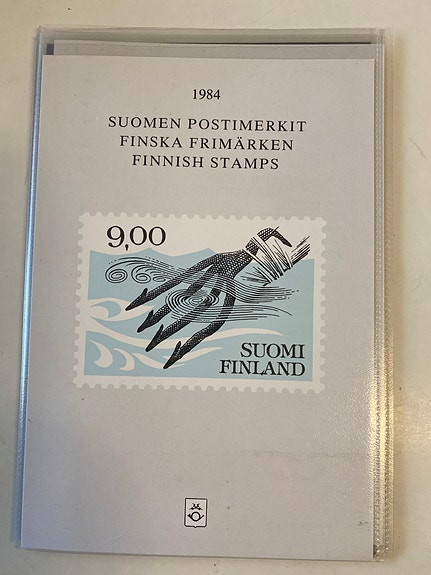 1984
SUOMEN POSTIMERKIT
FINSKA FRIMÄRKEN
FINNISH STAMPS
9,00
SUOMI
FINLAND